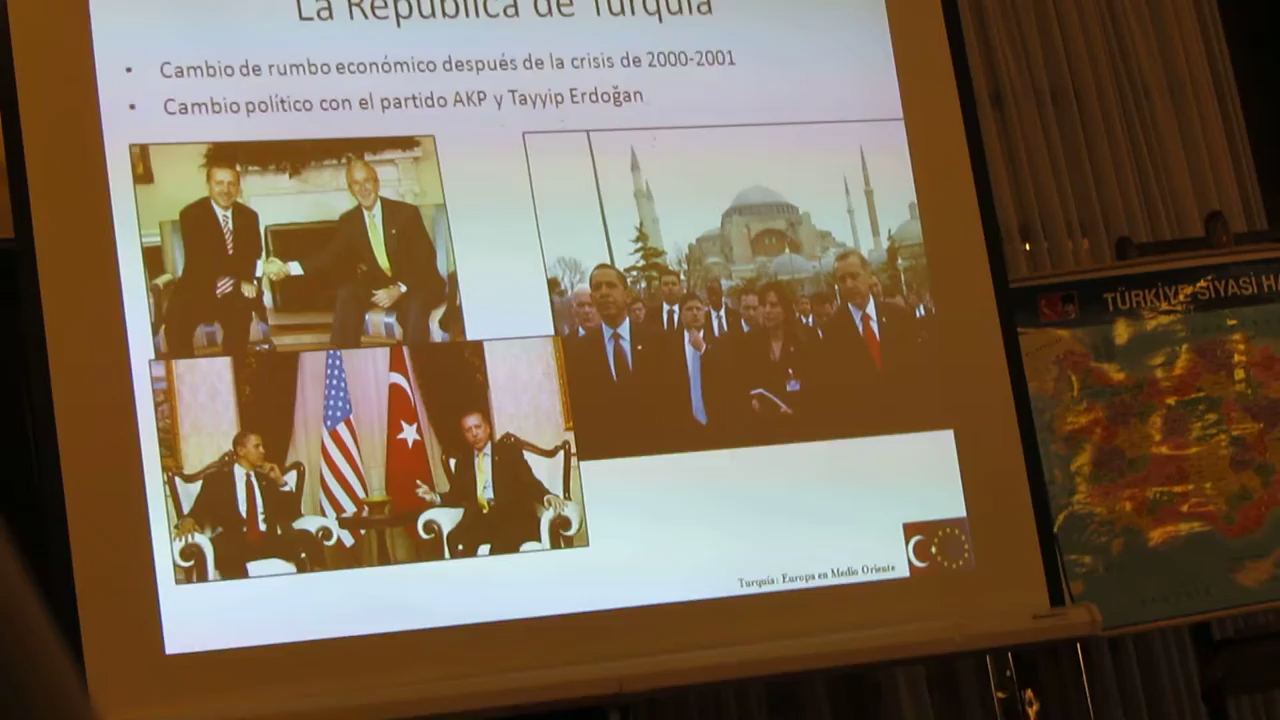 La República de Turquía
• Cambio de rumbo económico después de la crisis de 2000-2001
• Cambio político con el partido AKP y Tayyip Erdoğan
Turquía: Europa en Medio Oriente
TÜRKİYE SİYASİ HA